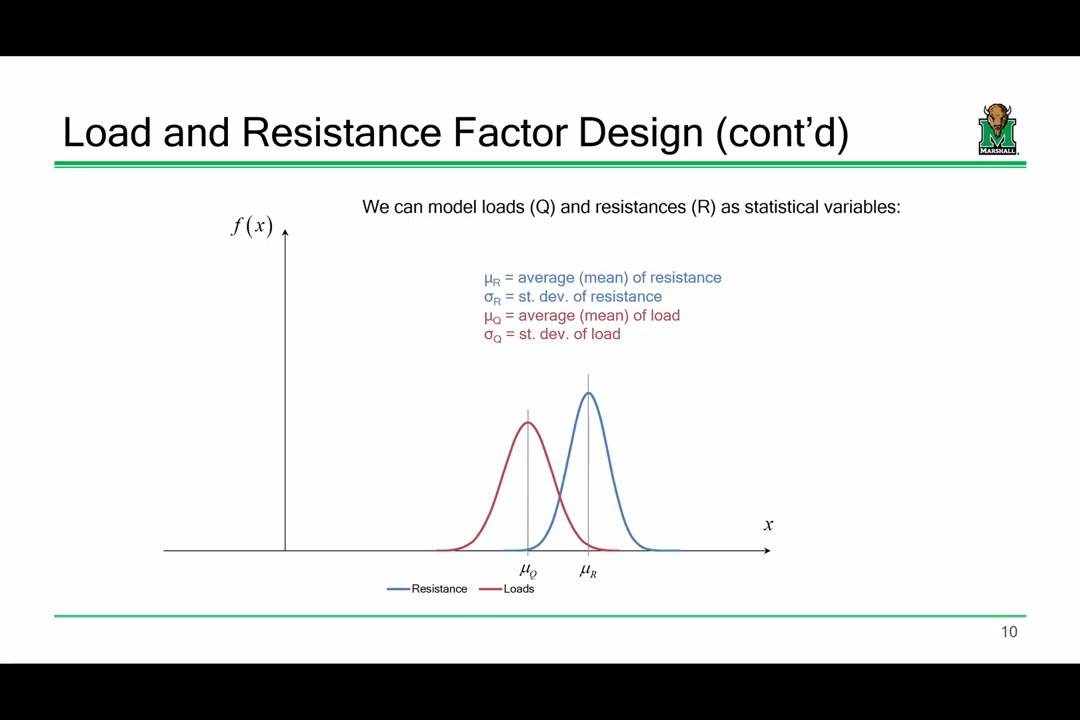 Load and Resistance Factor Design (cont’d)
MARSHALL
We can model loads (Q) and resistances (R) as statistical variables:
f(x)
μR = average (mean) of resistance
σR = st. dev. of resistance
μQ = average (mean) of load
σQ = st. dev. of load
x
μQ
μR
Resistance
Loads
10